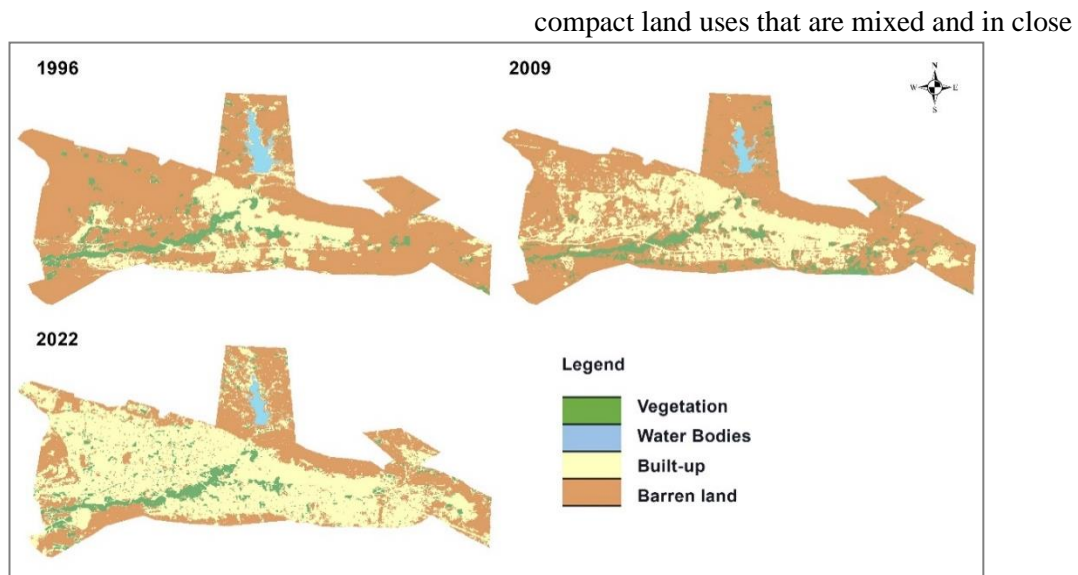 compact land uses that are mixed and in close
1996
2009
N
W E
S
2022
Legend
Vegetation
Water Bodies
Built-up
Barren land